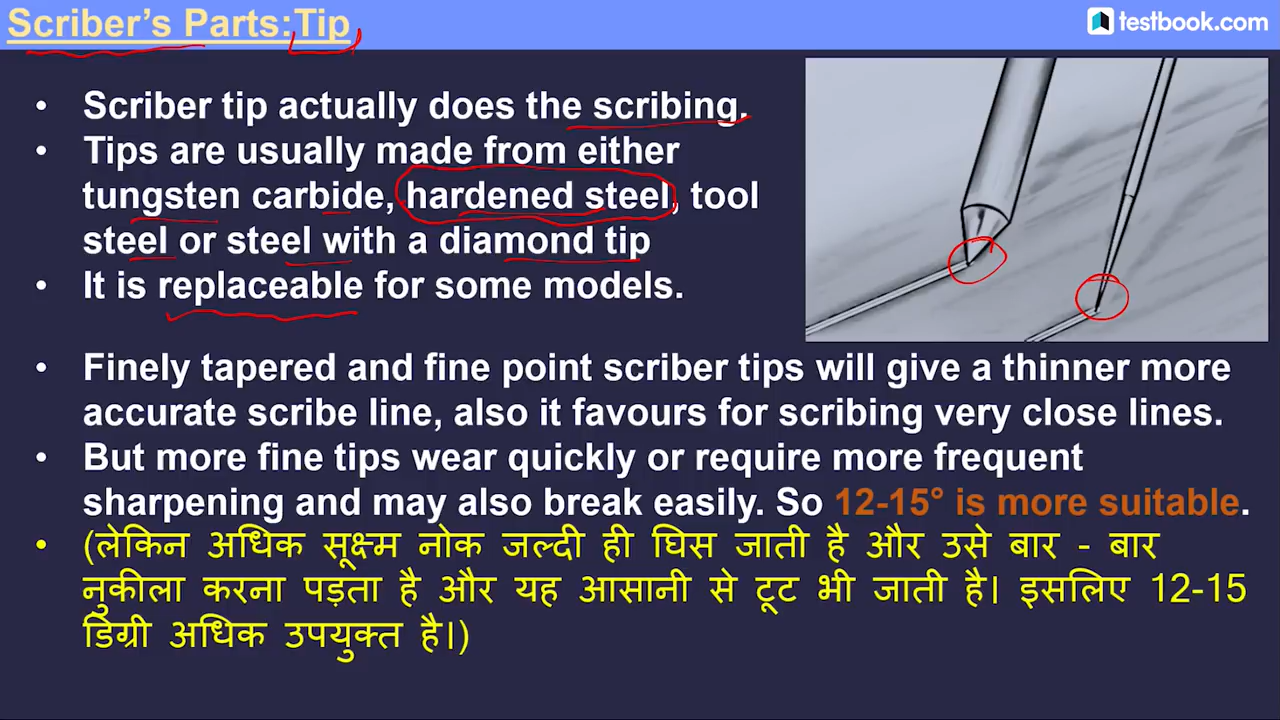 Scriber's Parts:Tip
testbook.com
• Scriber tip actually does the scribing.
• Tips are usually made from either
tungsten carbide, hardened steel, tool
steel or steel with a diamond tip
• It is replaceable for some models.
• Finely tapered and fine point scriber tips will give a thinner more
accurate scribe line, also it favours for scribing very close lines.
• But more fine tips wear quickly or require more frequent
sharpening and may also break easily. So 12-15° is more suitable.
• (लेकिन अधिक सूक्ष्म नोक जल्दी ही घिस जाती है और उसे बार - बार
नुकीला करना पड़ता है और यह आसानी से टूट भी जाती है। इसलिए 12-15
डिग्री अधिक उपयुक्त है।)